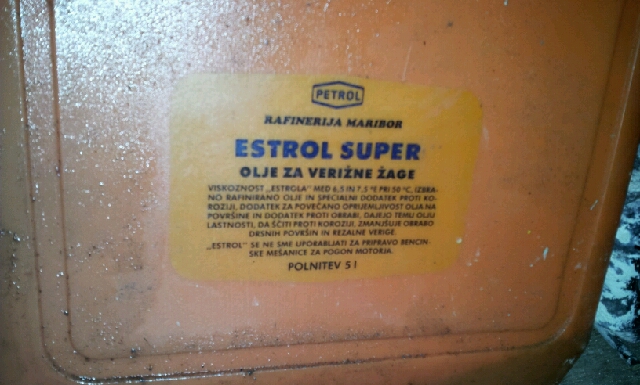 PETROL
RAFINERIJA MARIBOR
ESTROL SUPER
OLJE ZA VERIŽNE ŽAGE
VISKOZNOST „ESTROLA" MED 6,5 IN 7,5 °E PRI 50 °C. IZBRA-
NO RAFINIRANO OLJE IN SPECIALNI DODATEK PROTI KO-
ROZIJI, DODATEK ZA POVEČANO OPRIJEMLJIVOST OLJA NA
POVRŠINE IN DODATEK PROTI OBRABI, DAJEJO TEMU OLJU
LASTNOSTI, DA ŠČITI PROTI KOROZIJI, ZMANJŠUJE OBRABO
DRSNIH POVRŠIN IN REZALNE VERIGE.
„ESTROL" SE NE SME UPORABLJATI ZA PRIPRAVO BENCIN-
SKE MEŠANICE ZA POGON MOTORJA.
POLNITEV 5 l